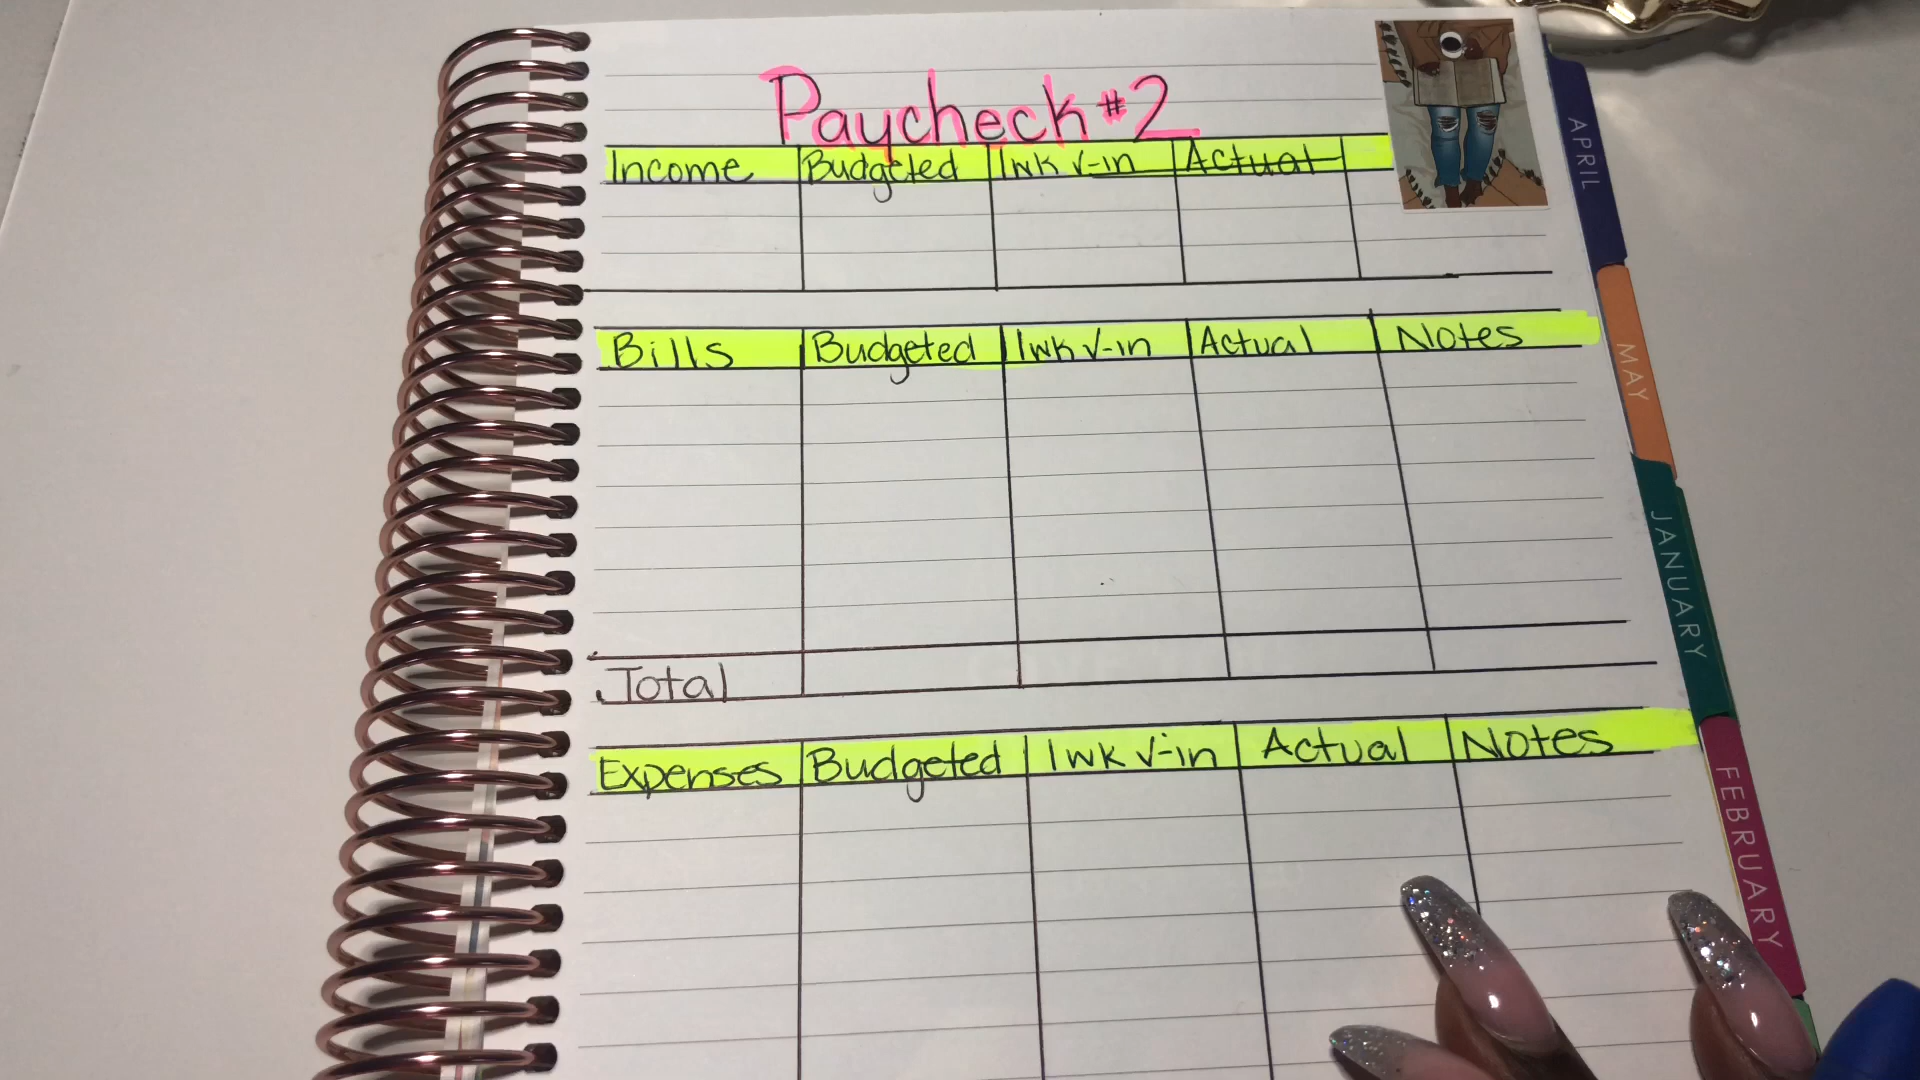 Paycheck #2
Income Budgeted 1wk √-in Actual
Bills Budgeted 1wk √-in Actual Notes
Total
Expenses Budgeted 1wk √-in Actual Notes
APRIL
MAY
JANUARY
FEBRUARY